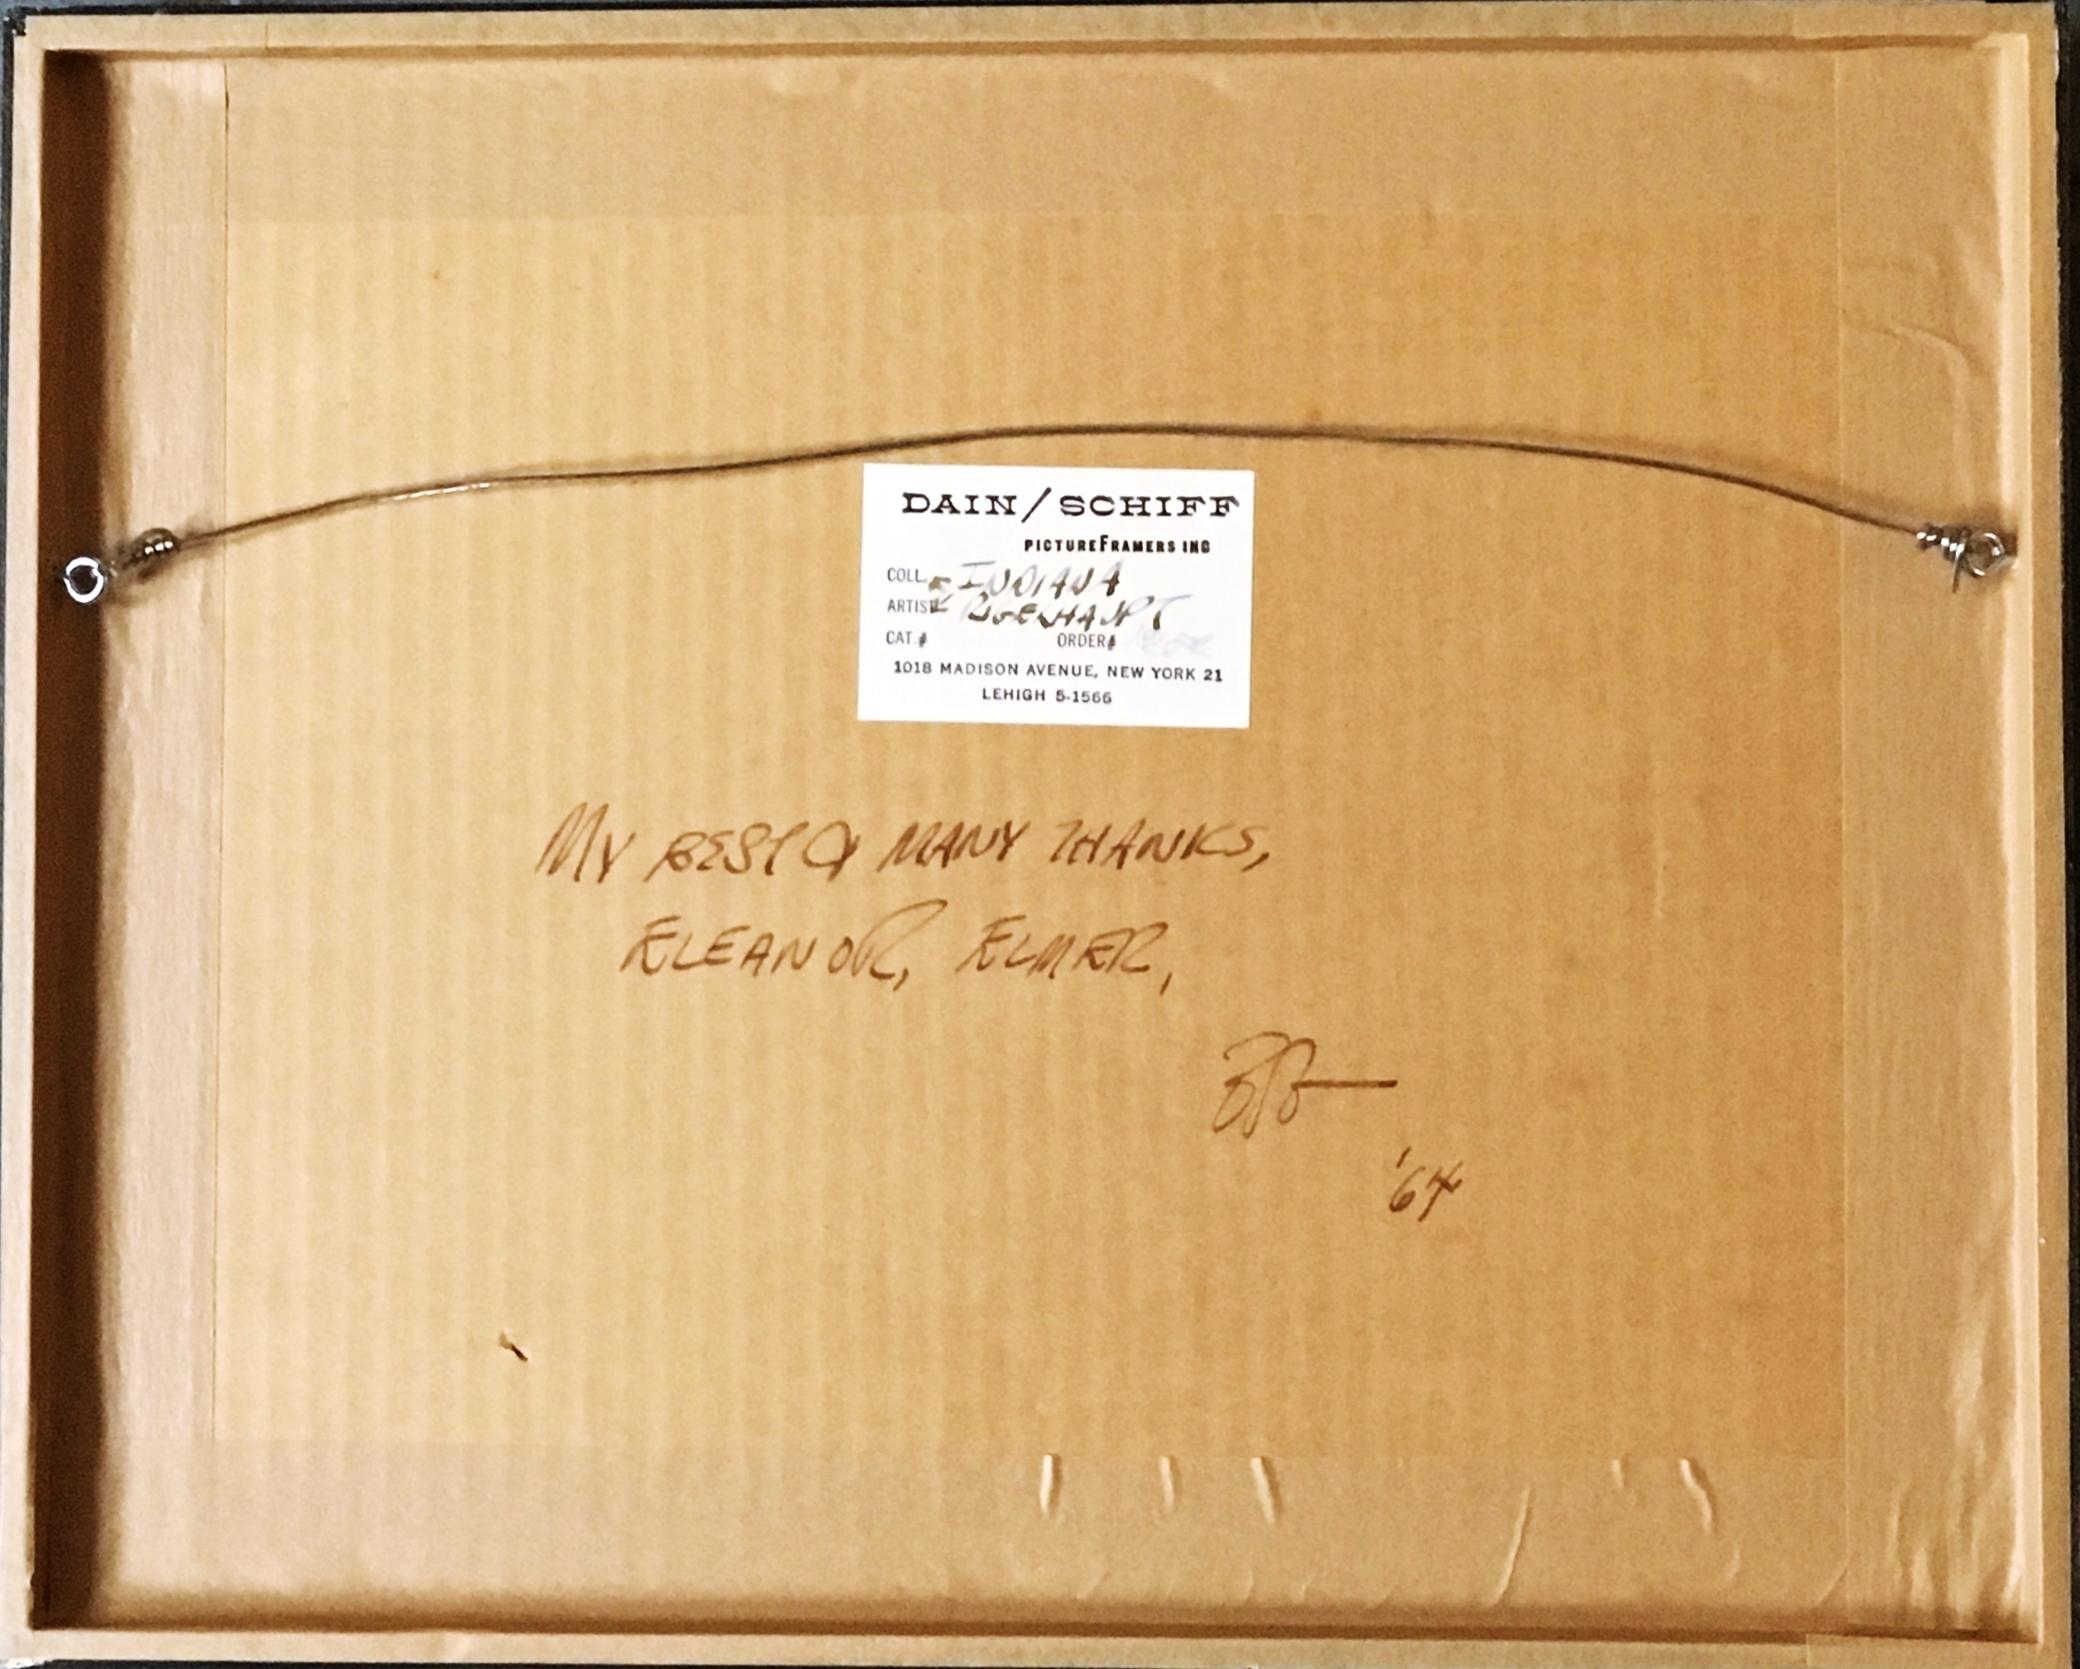 DAIN/SCHIFF
PICTUREFRAMERS INC
COLL. INDIANA
ARTIST
CAT.# ORDER#
1018 MADISON AVENUE, NEW YORK 21
LEHIGH 5-1566
MY BEST & MANY THANKS,
ELEANOR, ELMER,
'64